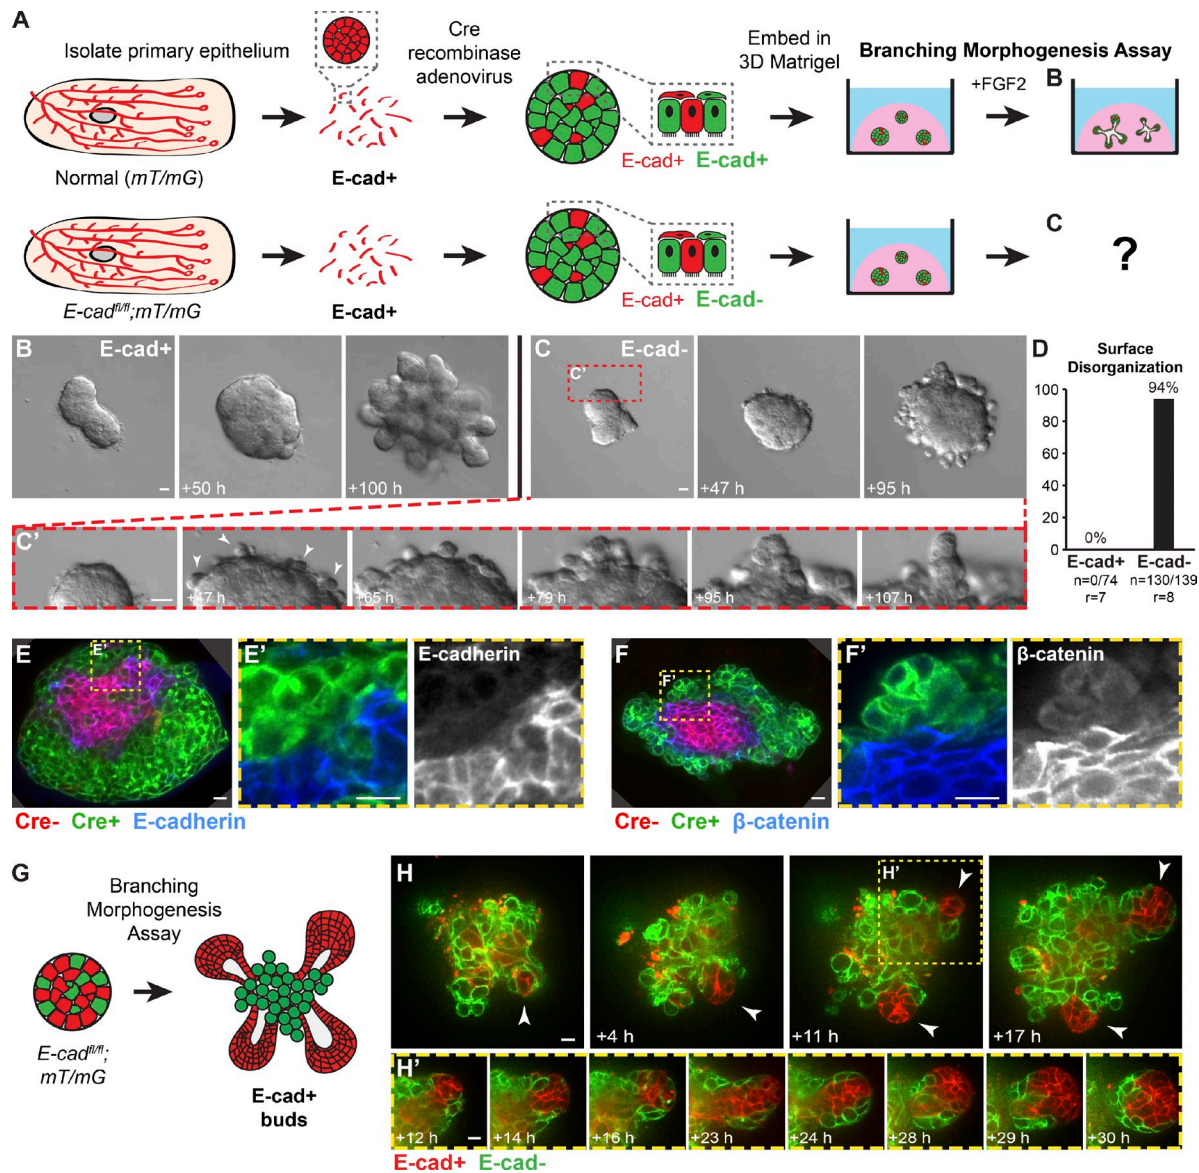 A
Isolate primary epithelium
Cre
recombinase
adenovirus
Embed in
3D Matrigel
Branching Morphogenesis Assay
+FGF2
B
Normal (mT/mG)
E-cad+
E-cad+ E-cad+
E-cadfl/fl;mT/mG
E-cad+
E-cad+ E-cad-
C
?
B
E-cad+
+50 h
+100 h
C
E-cad-
C'
+47 h
+95 h
D
Surface
Disorganization
100
80
60
40
20
0
0%
94%
E-cad+ E-cad-
n=0/74 n=130/139
r=7 r=8
C'
+47 h
+65 h
+79 h
+95 h
+107 h
E
E'
E'
E-cadherin
Cre- Cre+ E-cadherin
F
F'
F'
β-catenin
Cre- Cre+ β-catenin
G
Branching
Morphogenesis
Assay
E-cadfl/fl;
mT/mG
E-cad+
buds
H
+4 h
H'
+11 h
+17 h
H'
+12 h
+14 h
+16 h
+23 h
+24 h
+28 h
+29 h
+30 h
E-cad+ E-cad-